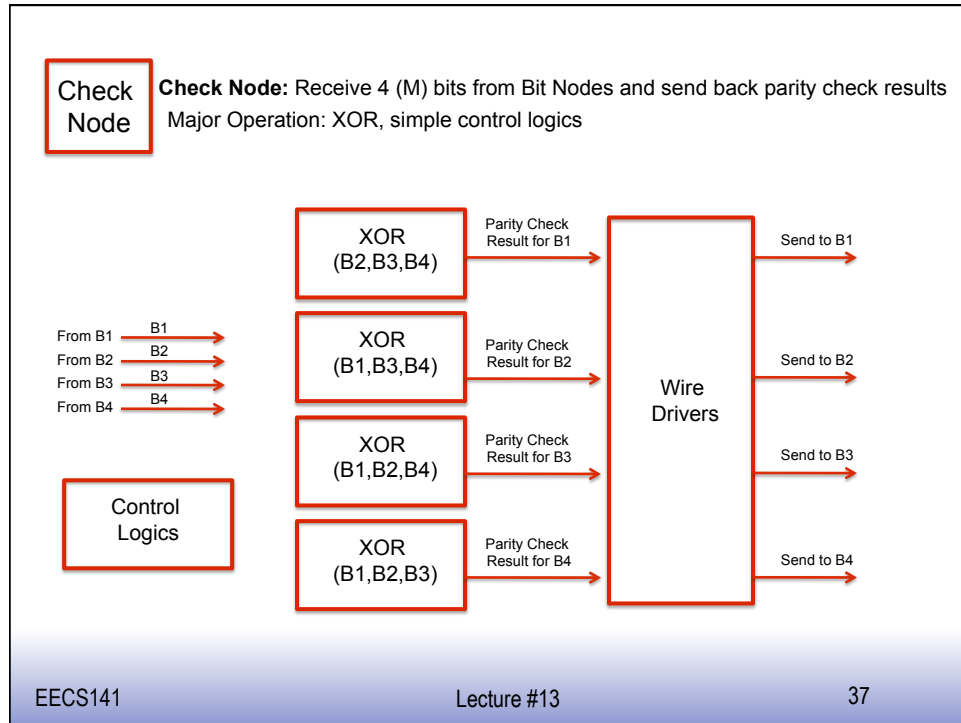 Check
Node
Check Node: Receive 4 (M) bits from Bit Nodes and send back parity check results
Major Operation: XOR, simple control logics
From B1
B1
From B2
B2
From B3
B3
From B4
B4
Control
Logics
XOR
(B2,B3,B4)
Parity Check
Result for B1
XOR
(B1,B3,B4)
Parity Check
Result for B2
XOR
(B1,B2,B4)
Parity Check
Result for B3
XOR
(B1,B2,B3)
Parity Check
Result for B4
Wire
Drivers
Send to B1
Send to B2
Send to B3
Send to B4
EECS141
Lecture #13
37